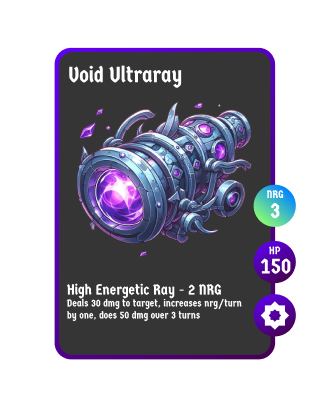 Void Ultraray
NRG
3
HP
150
High Energetic Ray - 2 NRG
Deals 30 dmg to target, increases nrg/turn
by one, does 50 dmg over 3 turns